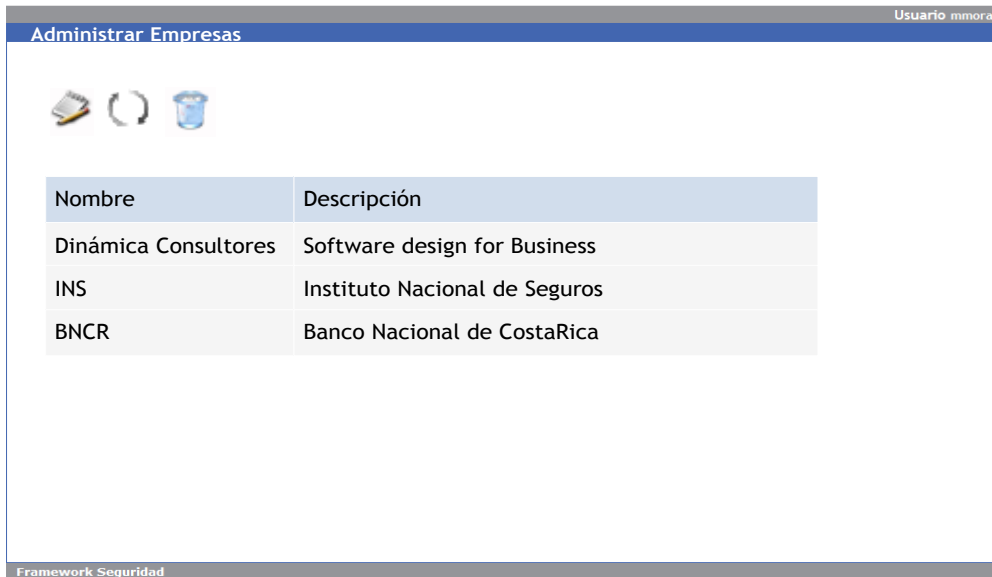 Usuario mmora
Administrar Empresas
Nombre Descripción
Dinámica Consultores Software design for Business
INS Instituto Nacional de Seguros
BNCR Banco Nacional de CostaRica
Framework Seguridad